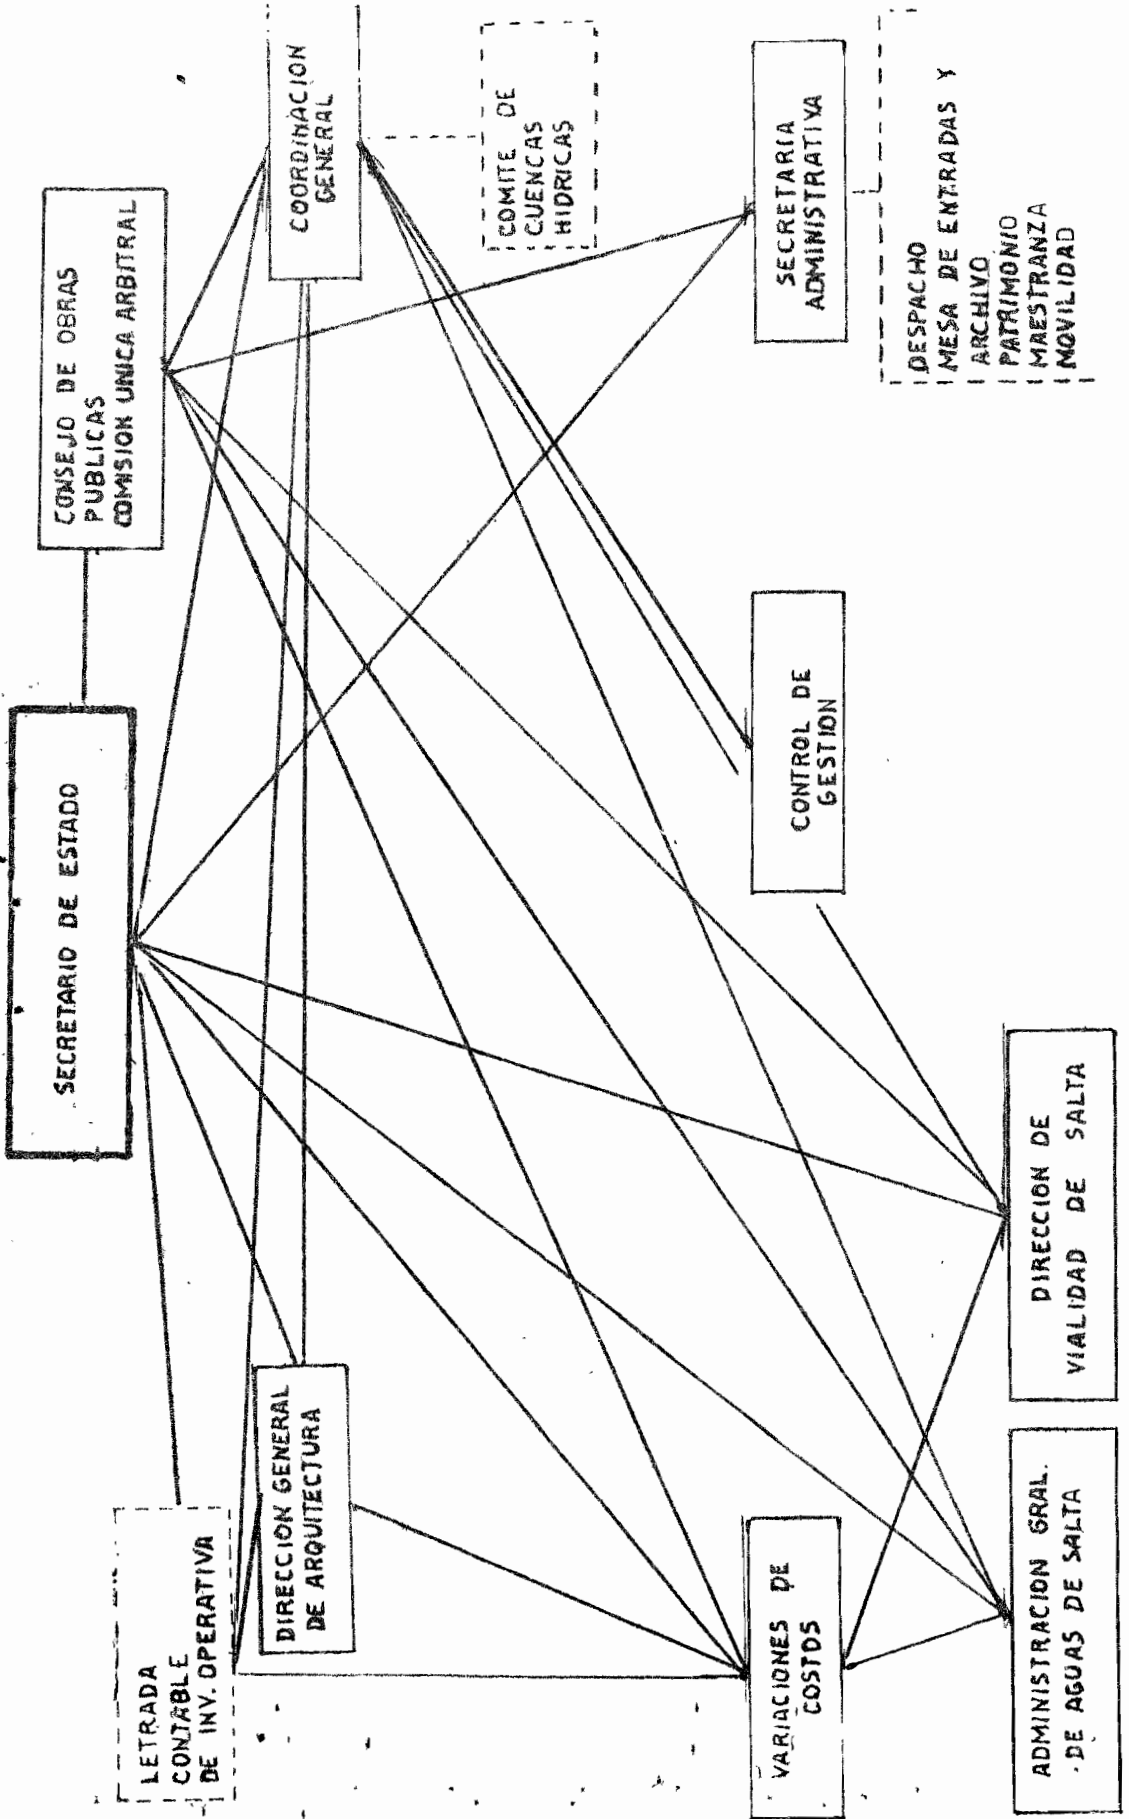 SECRETARIO DE ESTADO
CONSEJO DE OBRAS
PUBLICAS
COMISION UNICA ARBITRAL
LETRADA
CONTABLE
DE INV. OPERATIVA
DIRECCION GENERAL
DE ARQUITECTURA
COORDINACION
GENERAL
COMITE DE
CUENCAS
HIDRICAS
VARIACIONES DE
COSTOS
CONTROL DE
GESTION
SECRETARIA
ADMINISTRATIVA
DESPACHO
MESA DE ENTRADAS Y
ARCHIVO
PATRIMONIO
MAESTRANZA
MOVILIDAD
ADMINISTRACION GRAL.
DE AGUAS DE SALTA
DIRECCION DE
VIALIDAD DE SALTA